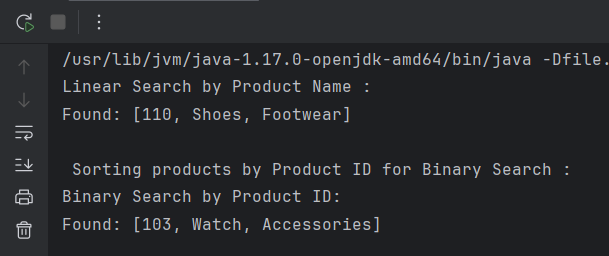 /usr/lib/jvm/java-1.17.0-openjdk-amd64/bin/java -Dfile.
Linear Search by Product Name :
Found: [110, Shoes, Footwear]
Sorting products by Product ID for Binary Search :
Binary Search by Product ID:
Found: [103, Watch, Accessories]